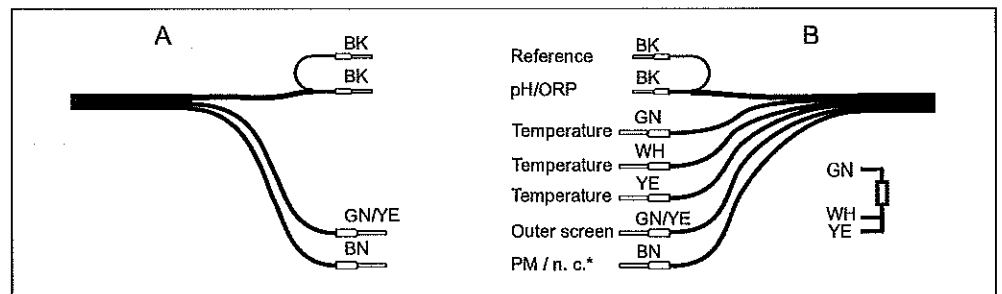 A
BK
BK
GN/YE
BN
B
Reference BK
pH/ORP BK
Temperature GN
Temperature WH
Temperature YE
Outer screen GN/YE
PM / n. c.* BN
GN
WH
YE